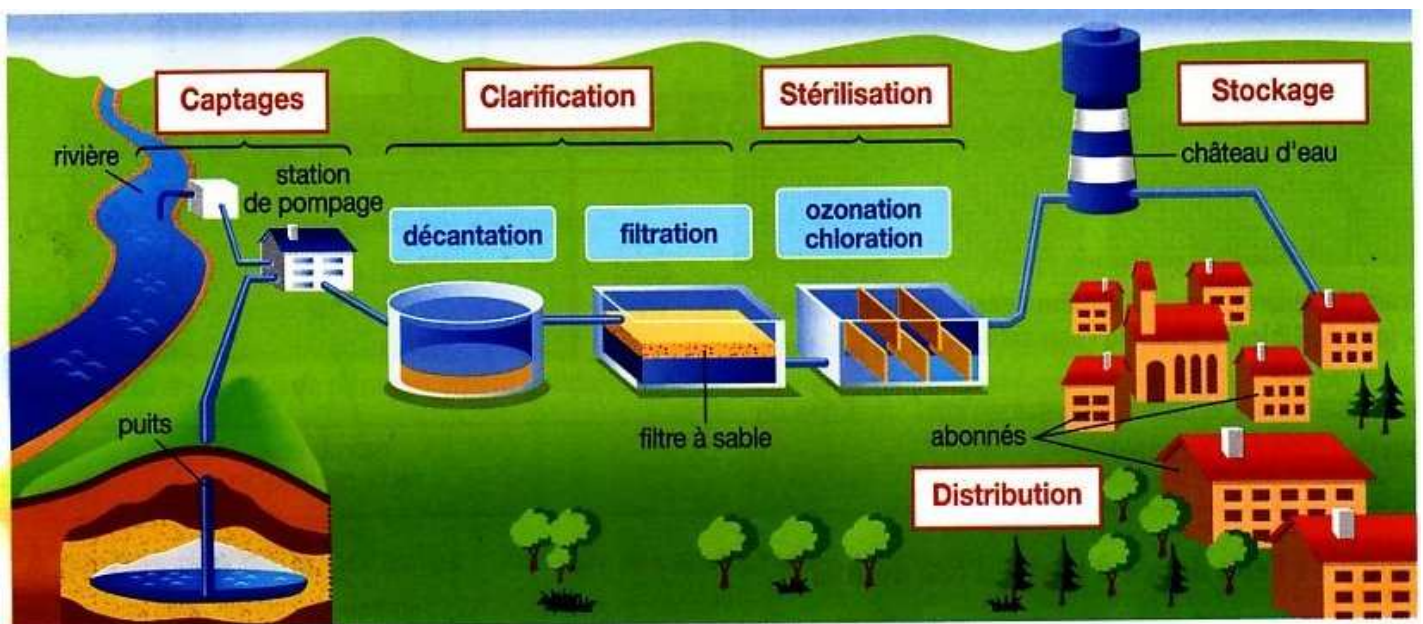 Captages
Clarification
Stérilisation
Stockage
rivière
station
de pompage
château d'eau
décantation
filtration
ozonation
chloration
puits
filtre à sable
abonnés
Distribution